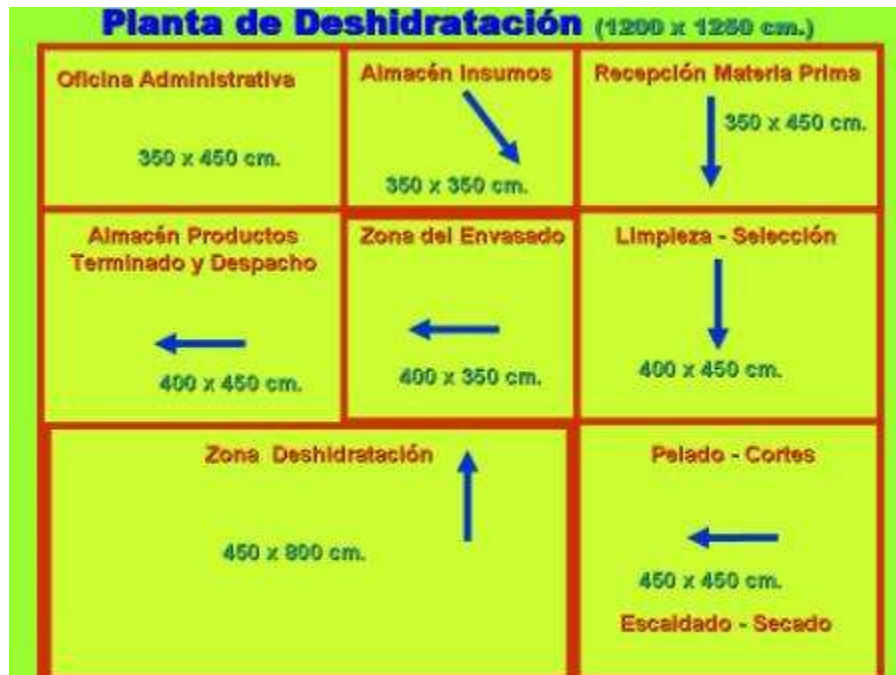 Planta de Deshidratación (1200 x 1250 cm.)
Oficina Administrativa
350 x 450 cm.
Almacén Insumos
350 x 350 cm.
Recepción Materia Prima
350 x 450 cm.
Almacén Productos
Terminado y Despacho
400 x 450 cm.
Zona del Envasado
400 x 350 cm.
Limpieza - Selección
400 x 450 cm.
Zona Deshidratación
450 x 800 cm.
Pelado - Cortes
450 x 450 cm.
Escaldado - Secado